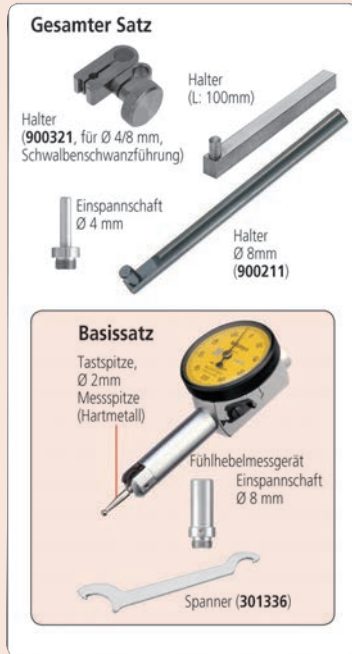 Gesamter Satz
Halter
(L: 100mm)
Halter
(900321, für Ø 4/8 mm,
Schwalbenschwanzführung)
Einspannschaft
Ø 4 mm
Halter
Ø 8mm
(900211)
Basissatz
Tastspitze,
Ø 2mm
Messspitze
(Hartmetall)
Fühlhebelmessgerät
Einspannschaft
Ø 8 mm
Spanner (301336)